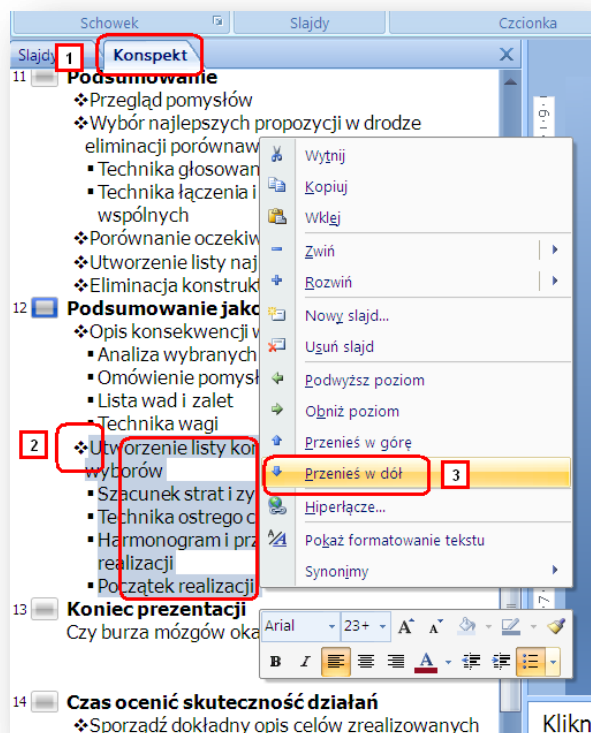 Schowek Slajdy Czcionka
Slajdy 1 Konspekt
11 Podsumowanie
❖Przegląd pomysłów
❖Wybór najlepszych propozycji w drodze
eliminacji porównaw
▪Technika głosowan
▪Technika łączenia i
wspólnych
❖Porównanie oczekiw
❖Utworzenie listy naj
❖Eliminacja konstrukt
12 Podsumowanie jako
❖Opis konsekwencji w
▪Analiza wybranych
▪Omówienie pomysł
▪Lista wad i zalet
▪Technika wagi
2 ❖Utworzenie listy kon
wyborów
▪Szacunek strat i zy
▪Technika ostrego c
▪Harmonogram i prz
realizacji
▪Początek realizacji
13 Koniec prezentacji
Czy burza mózgów oka
14 Czas ocenić skuteczność działań
❖Sporządź dokładny opis celów zrealizowanych
Wytnij
Kopiuj
Wklej
Zwiń
Rozwiń
Nowy slajd...
Usuń slajd
Podwyższ poziom
Obniż poziom
Przenieś w górę
Przenieś w dół 3
Hiperłącze...
Pokaż formatowanie tekstu
Synonimy
Arial 23+ A A
B I A
Klikn